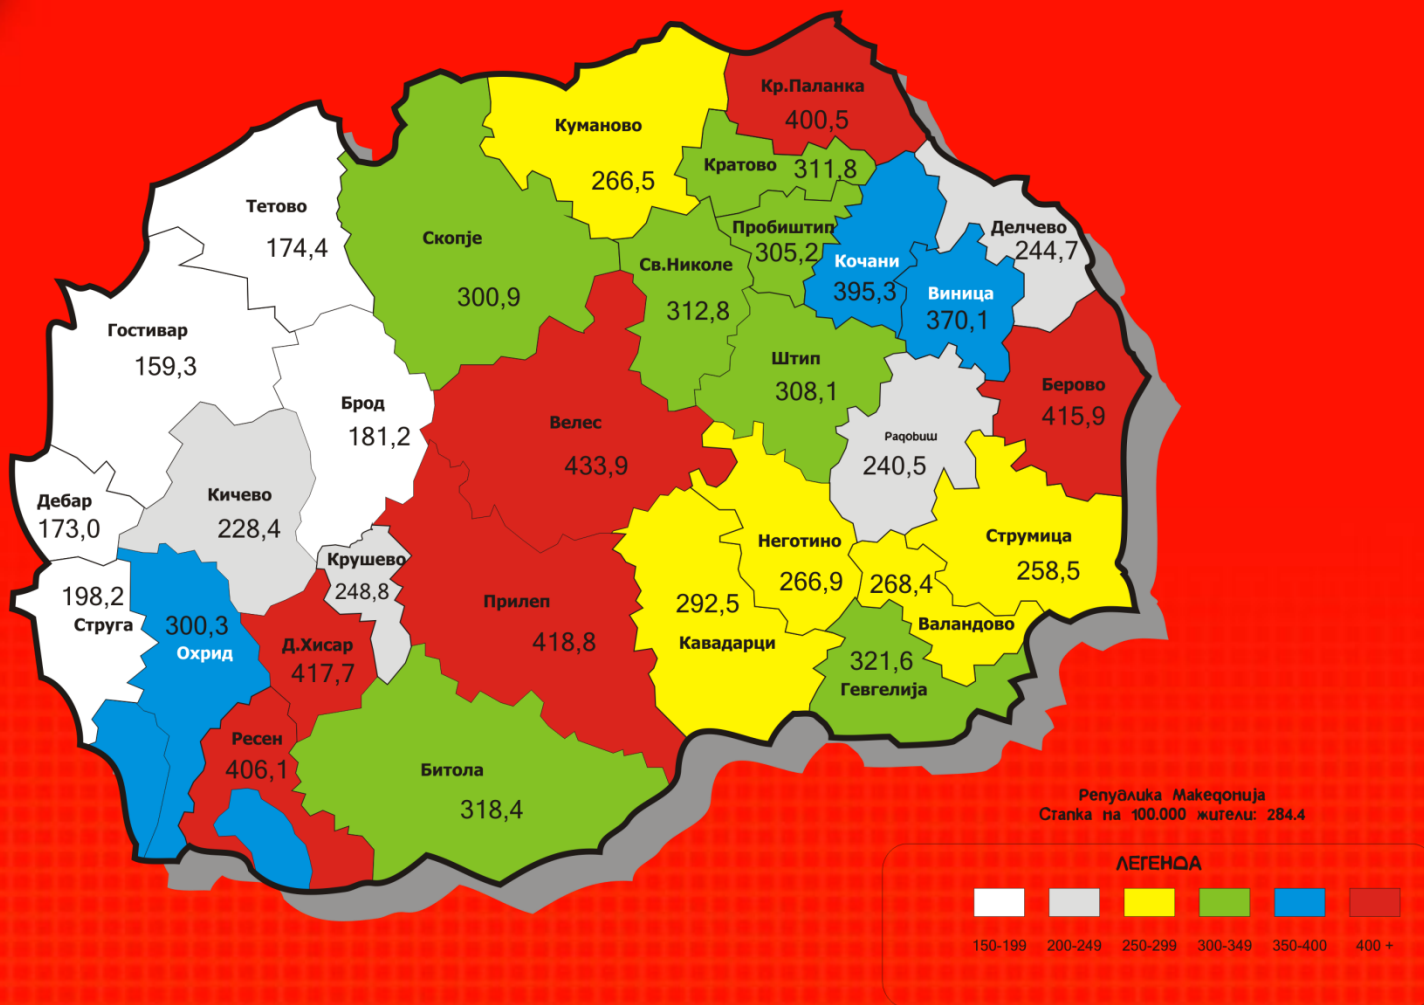 Кр.Паланка
400,5
Куманово
266,5
Кратово 311,8
Тетово
174,4
Скопје
300,9
Пробиштип
305,2
Делчево
244,7
Св.Николе
312,8
Кочани
395,3
Виница
370,1
Гостивар
159,3
Штип
308,1
Берово
415,9
Брод
181,2
Велес
433,9
Радовиш
240,5
Дебар
173,0
Кичево
228,4
Крушево
248,8
Неготино
266,9
Струмица
258,5
268,4
Валандово
198,2
Струга
300,3
Охрид
Д.Хисар
417,7
Прилеп
418,8
292,5
Кавадарци
321,6
Гевгелија
Ресен
406,1
Битола
318,4
Република Македонија
Стапка на 100.000 жители: 284.4
ЛЕГЕНДА
150-199 200-249 250-299 300-349 350-400 400 +